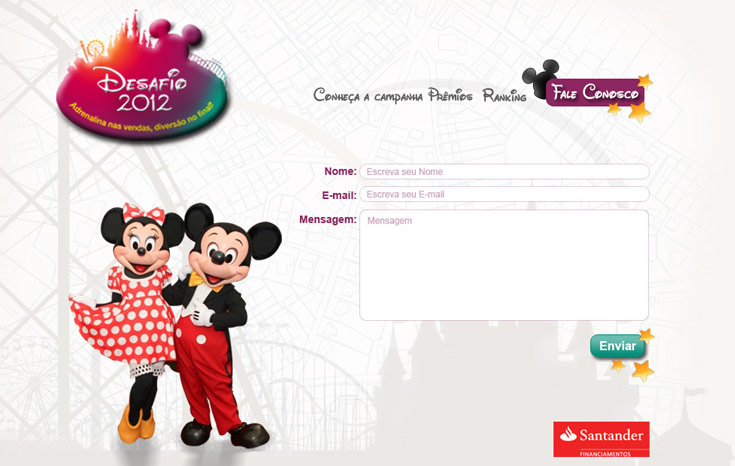 Desafio
2012
Adrenalina nas vendas, diversão no final!
Conheça a campanha Prêmios Ranking Fale Conosco
Nome: Escreva seu Nome
E-mail: Escreva seu E-mail
Mensagem: Mensagem
Enviar
Santander
FINANCIAMENTOS